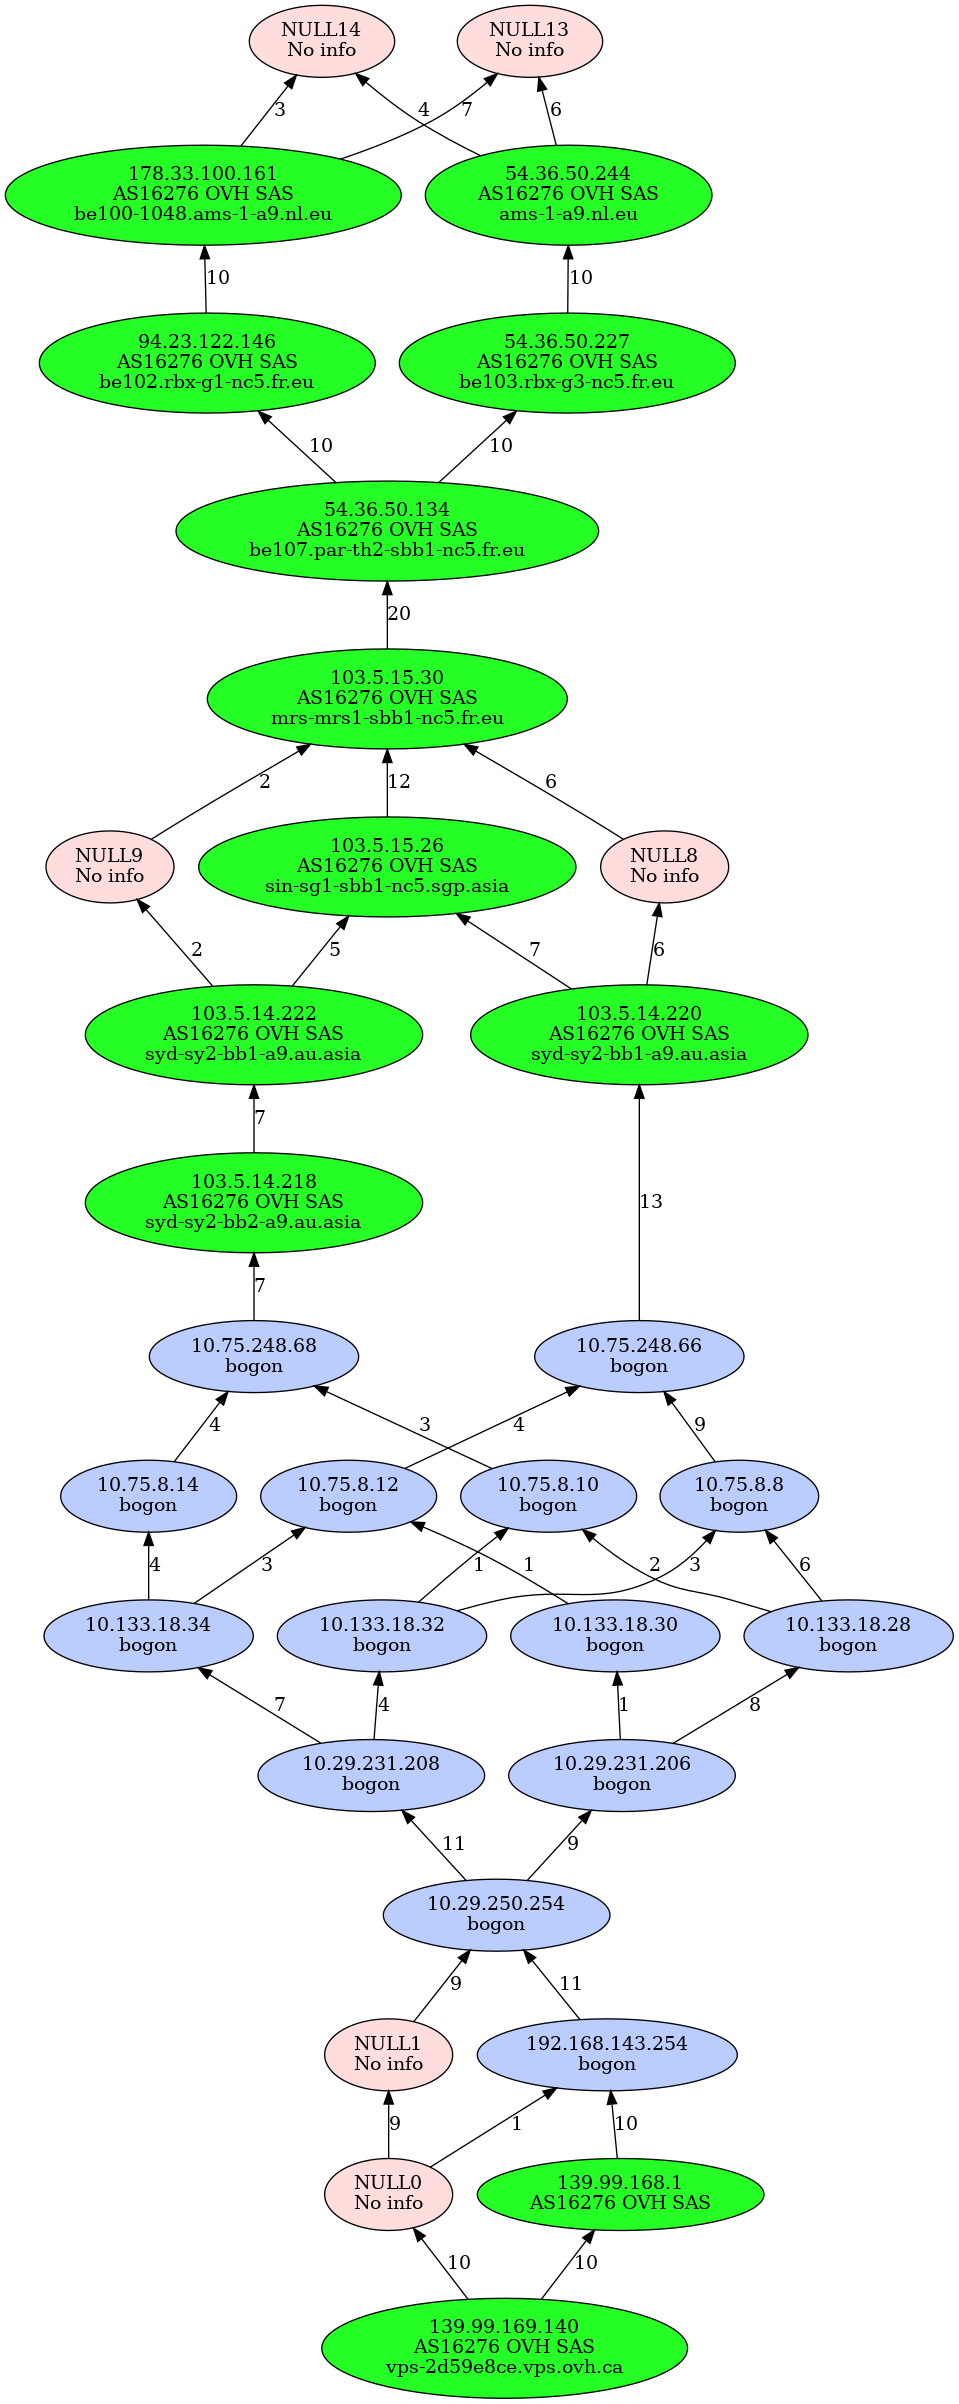 NULL14
No info
NULL13
No info
3
4
7
6
178.33.100.161
AS16276 OVH SAS
be100-1048.ams-1-a9.nl.eu
54.36.50.244
AS16276 OVH SAS
ams-1-a9.nl.eu
10
10
94.23.122.146
AS16276 OVH SAS
be102.rbx-g1-nc5.fr.eu
54.36.50.227
AS16276 OVH SAS
be103.rbx-g3-nc5.fr.eu
10
10
54.36.50.134
AS16276 OVH SAS
be107.par-th2-sbb1-nc5.fr.eu
20
103.5.15.30
AS16276 OVH SAS
mrs-mrs1-sbb1-nc5.fr.eu
2
12
6
NULL9
No info
103.5.15.26
AS16276 OVH SAS
sin-sg1-sbb1-nc5.sgp.asia
NULL8
No info
2
5
7
6
103.5.14.222
AS16276 OVH SAS
syd-sy2-bb1-a9.au.asia
103.5.14.220
AS16276 OVH SAS
syd-sy2-bb1-a9.au.asia
7
103.5.14.218
AS16276 OVH SAS
syd-sy2-bb2-a9.au.asia
13
7
10.75.248.68
bogon
10.75.248.66
bogon
4
3
4
9
10.75.8.14
bogon
10.75.8.12
bogon
10.75.8.10
bogon
10.75.8.8
bogon
4
3
1
1
2
3
6
10.133.18.34
bogon
10.133.18.32
bogon
10.133.18.30
bogon
10.133.18.28
bogon
7
4
1
8
10.29.231.208
bogon
10.29.231.206
bogon
11
9
10.29.250.254
bogon
9
11
NULL1
No info
192.168.143.254
bogon
9
1
10
NULL0
No info
139.99.168.1
AS16276 OVH SAS
10
10
139.99.169.140
AS16276 OVH SAS
vps-2d59e8ce.vps.ovh.ca